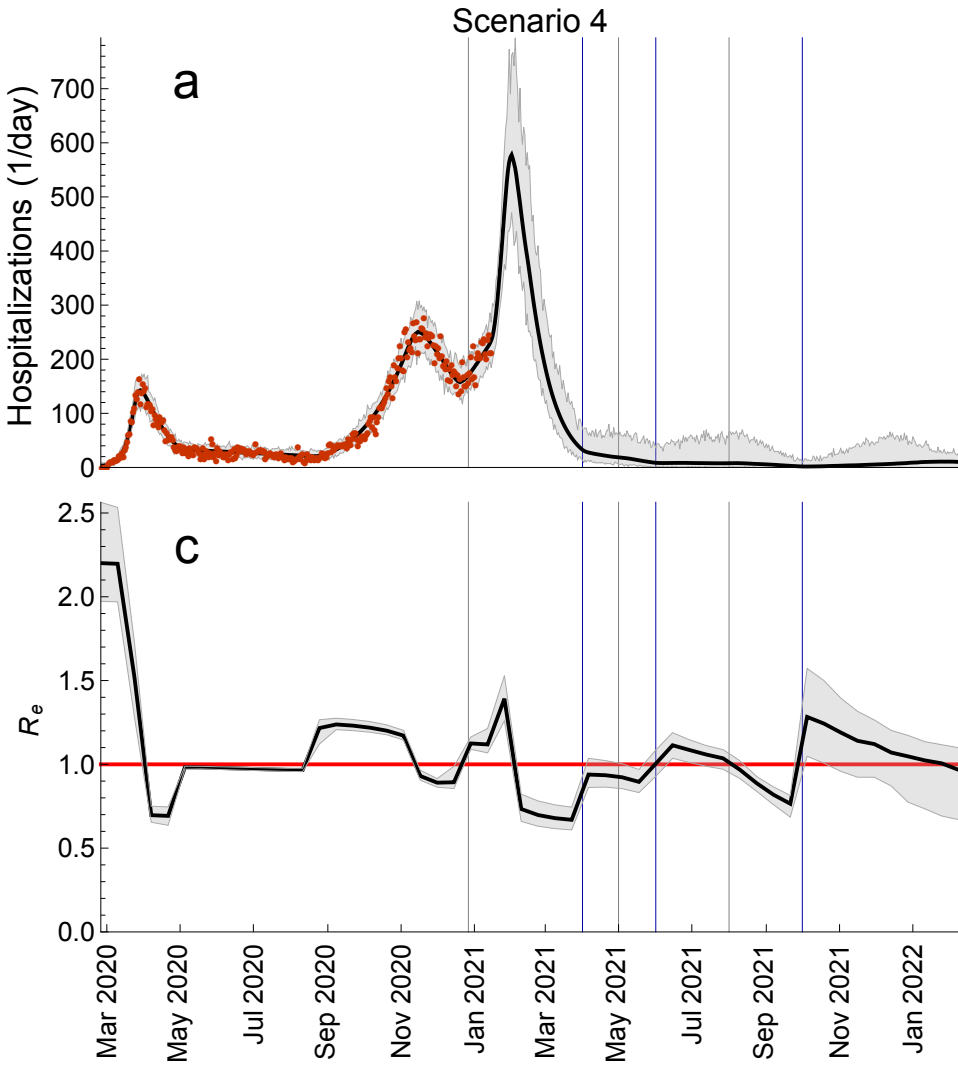 Scenario 4
a
Hospitalizations (1/day)
700
600
500
400
300
200
100
0
c
R_e
2.5
2.0
1.5
1.0
0.5
0.0
Mar 2020
May 2020
Jul 2020
Sep 2020
Nov 2020
Jan 2021
Mar 2021
May 2021
Jul 2021
Sep 2021
Nov 2021
Jan 2022